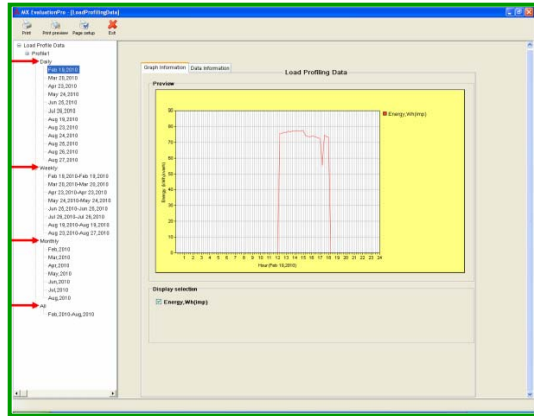 MX EvaluationPro - [LoadProfilingData]
Print Print preview Page setup Exit
Load Profile Data
Profile1
Daily
Feb 18,2010
Mar 20,2010
Apr 23,2010
May 24,2010
Jun 25,2010
Jul 28,2010
Aug 19,2010
Aug 23,2010
Aug 24,2010
Aug 25,2010
Aug 26,2010
Aug 27,2010
Weekly
Feb 18,2010-Feb 19,2010
Mar 20,2010-Mar 20,2010
Apr 23,2010-Apr 23,2010
May 24,2010-May 24,2010
Jun 25,2010-Jun 25,2010
Jul 28,2010-Jul 28,2010
Aug 19,2010-Aug 19,2010
Aug 23,2010-Aug 27,2010
Monthly
Feb,2010
Mar,2010
Apr,2010
May,2010
Jun,2010
Jul,2010
Aug,2010
All
Feb,2010-Aug,2010
Graph Information Data Information
Load Profiling Data
Preview
Energy,Wh(Imp)
90
80
70
60
50
40
30
20
10
0
1 2 3 4 5 6 7 8 9 10 11 12 13 14 15 16 17 18 19 20 21 22 23 24
Hour(Feb 18,2010)
Display selection
Energy,Wh(Imp)